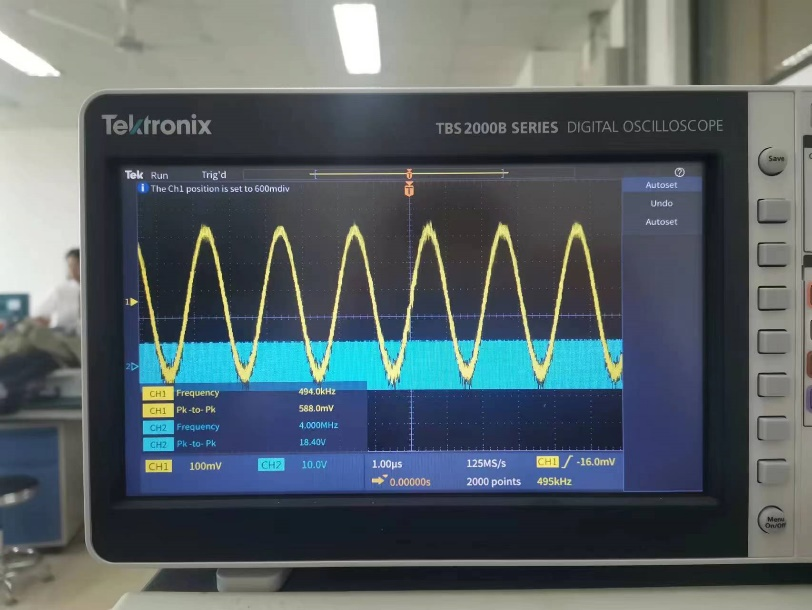 Tektronix
TBS 2000B SERIES DIGITAL OSCILLOSCOPE
Tek Run Trig'd
The Ch1 position is set to 600mdiv
Autoset
Undo
Autoset
Save
CH1 Frequency 494.0kHz
CH1 Pk-to-Pk 588.0mV
CH2 Frequency 4.000MHz
CH2 Pk-to-Pk 18.40V
CH1 100mV CH2 10.0V 1.00µs 125MS/s CH1 -16.0mV
0.00000s 2000 points 495kHz
Menu
On/Off